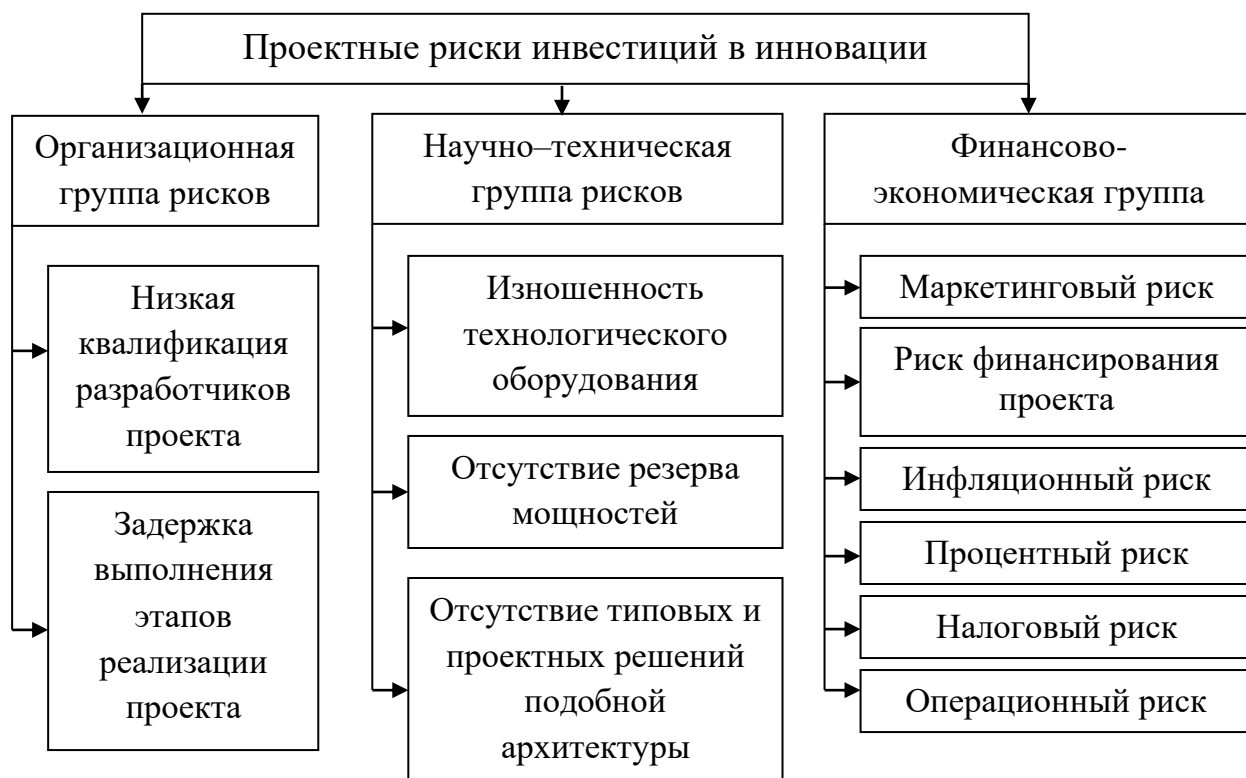 Проектные риски инвестиций в инновации
Организационная
группа рисков
Низкая
квалификация
разработчиков
проекта
Задержка
выполнения
этапов
реализации
проекта
Научно–техническая
группа рисков
Изношенность
технологического
оборудования
Отсутствие резерва
мощностей
Отсутствие типовых и
проектных решений
подобной
архитектуры
Финансово-
экономическая группа
Маркетинговый риск
Риск финансирования
проекта
Инфляционный риск
Процентный риск
Налоговый риск
Операционный риск